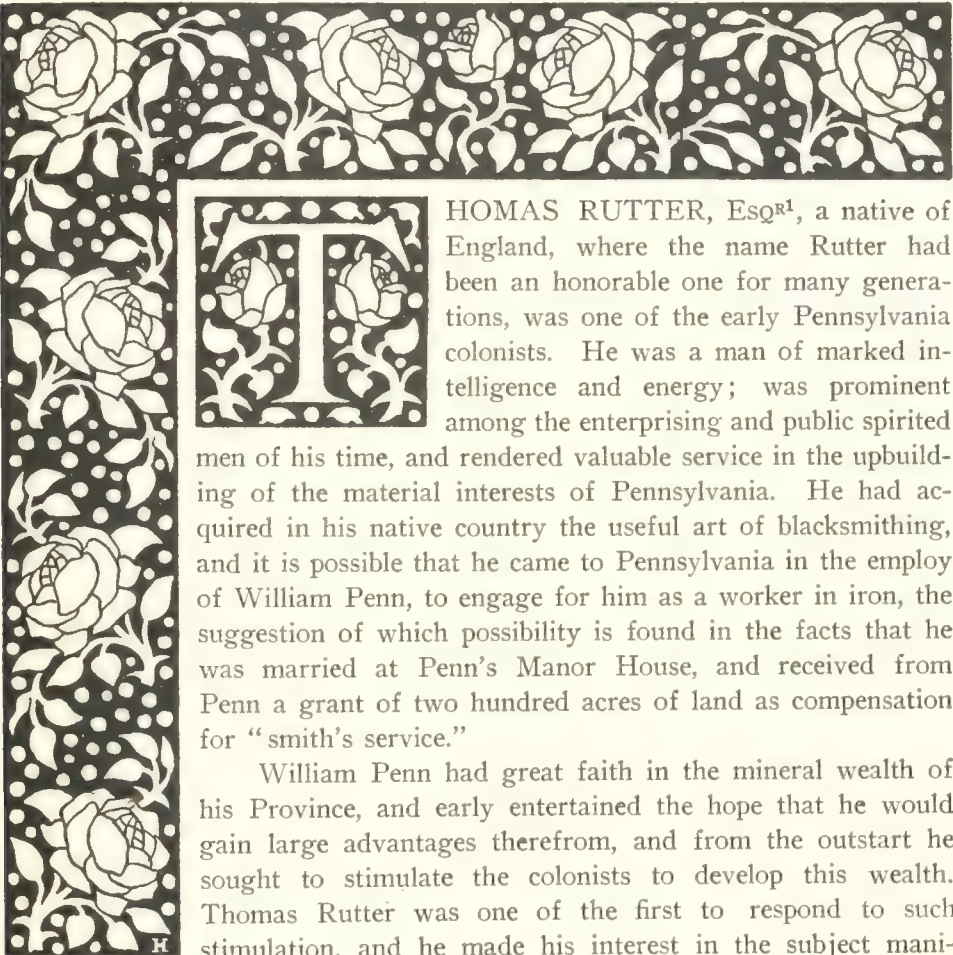 THOMAS RUTTER, ESQR1, a native of
England, where the name Rutter had
been an honorable one for many genera-
tions, was one of the early Pennsylvania
colonists. He was a man of marked in-
telligence and energy; was prominent
among the enterprising and public spirited
men of his time, and rendered valuable service in the upbuild-
ing of the material interests of Pennsylvania. He had ac-
quired in his native country the useful art of blacksmithing,
and it is possible that he came to Pennsylvania in the employ
of William Penn, to engage for him as a worker in iron, the
suggestion of which possibility is found in the facts that he
was married at Penn's Manor House, and received from
Penn a grant of two hundred acres of land as compensation
for "smith's service."
William Penn had great faith in the mineral wealth of
his Province, and early entertained the hope that he would
gain large advantages therefrom, and from the outstart he
sought to stimulate the colonists to develop this wealth.
Thomas Rutter was one of the first to respond to such
stimulation, and he made his interest in the subject mani-
H